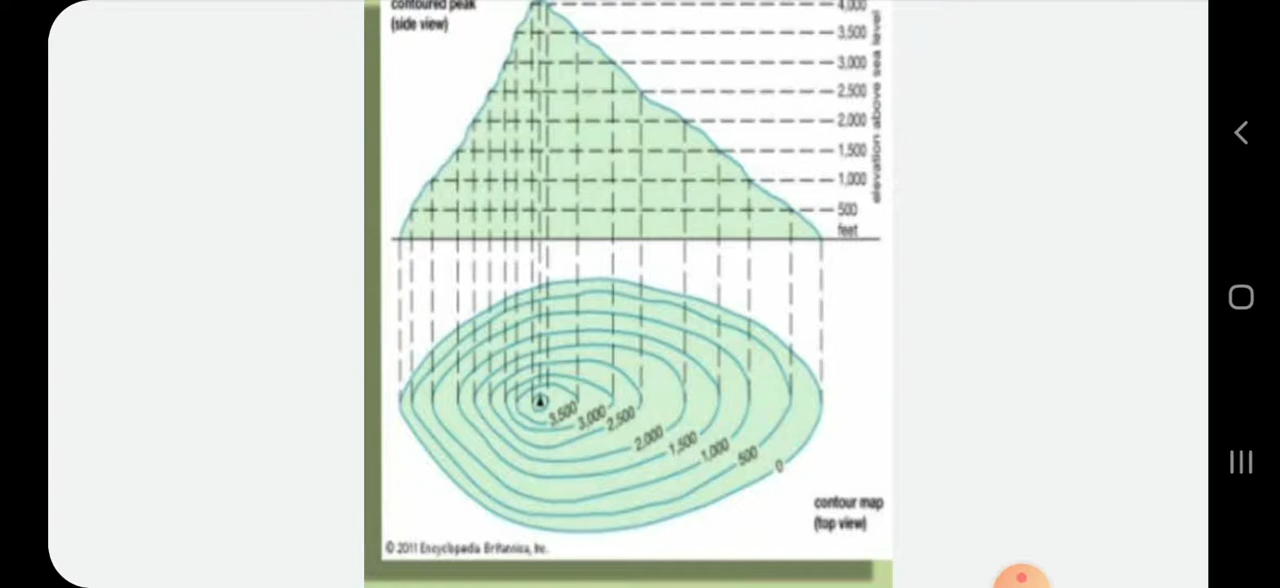 contoured peak
(side view)
4,000
3,500
3,000
2,500
2,000
1,500
1,000
500
feet
elevation above sea level
3,500
3,000
2,500
2,000
1,500
1,000
500
0
contour map
(top view)
© 2011 Encyclopædia Britannica, Inc.